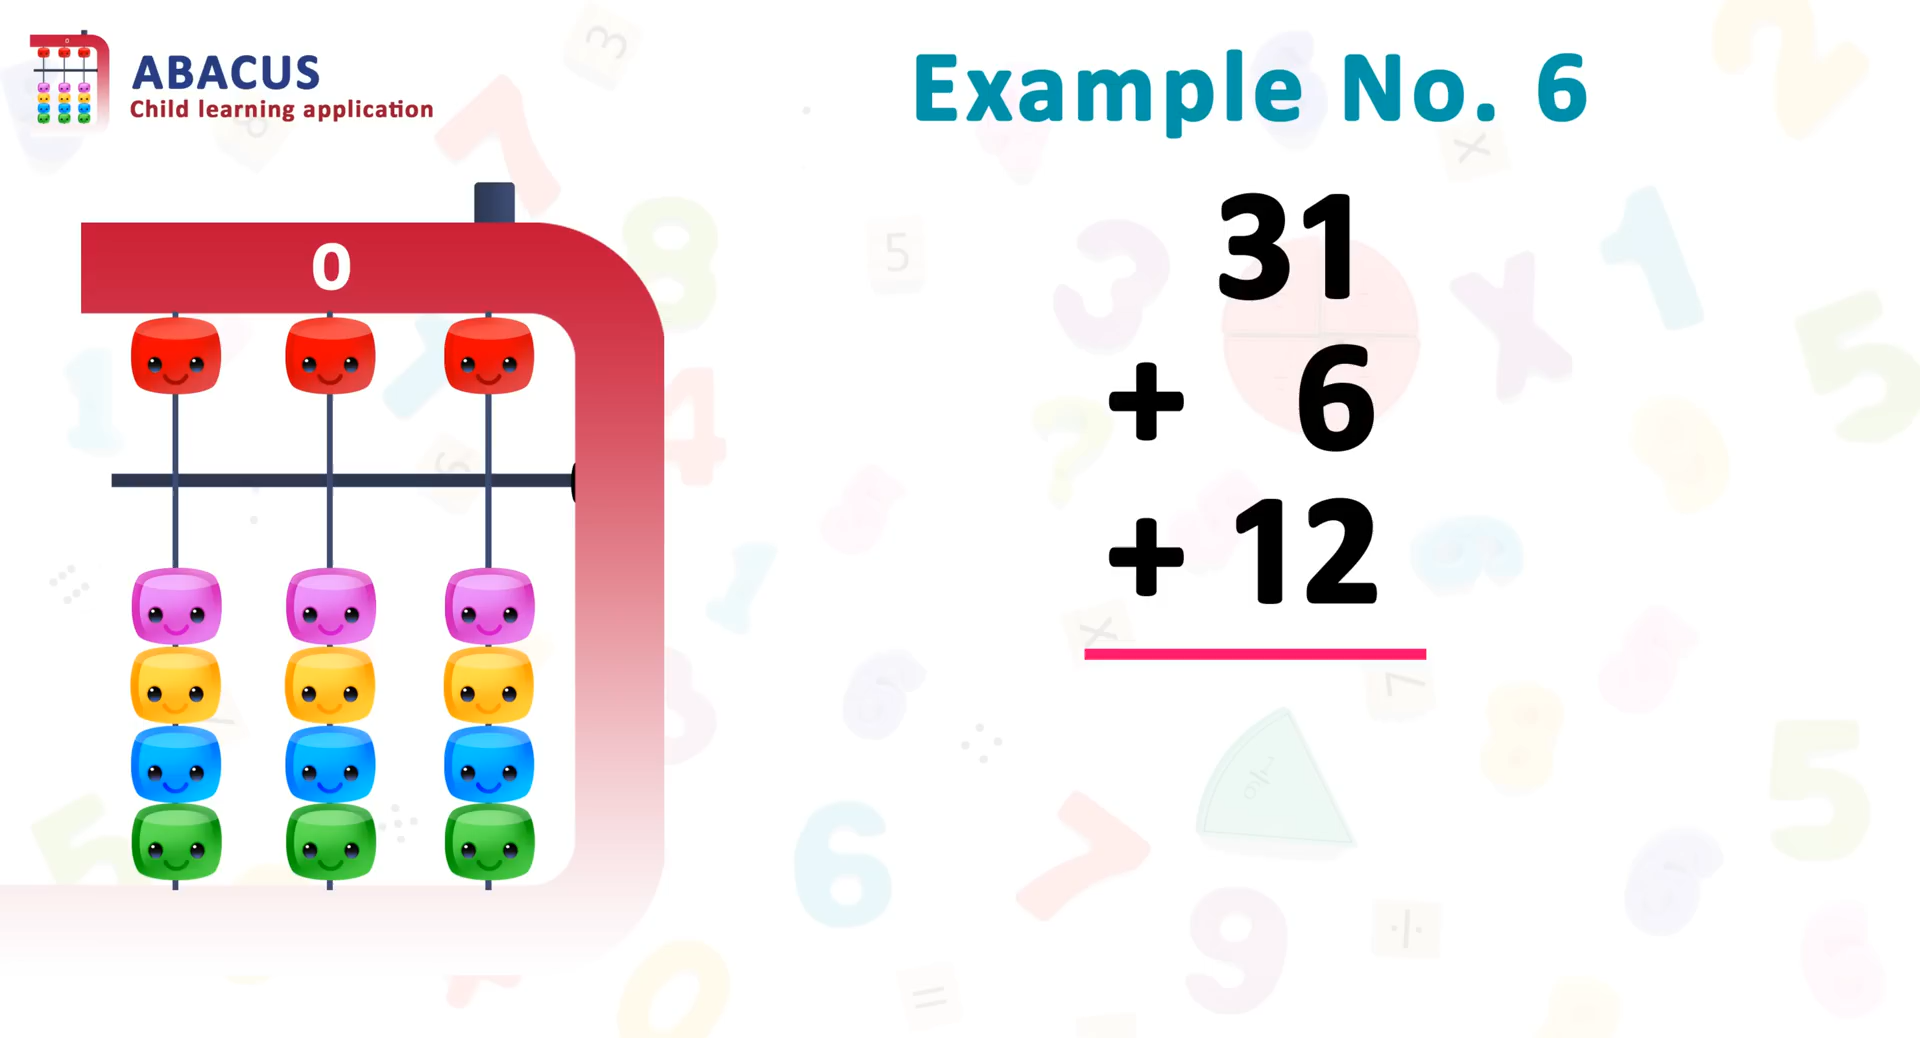 ABACUS
Child learning application
Example No. 6
0
31
+ 6
+ 12